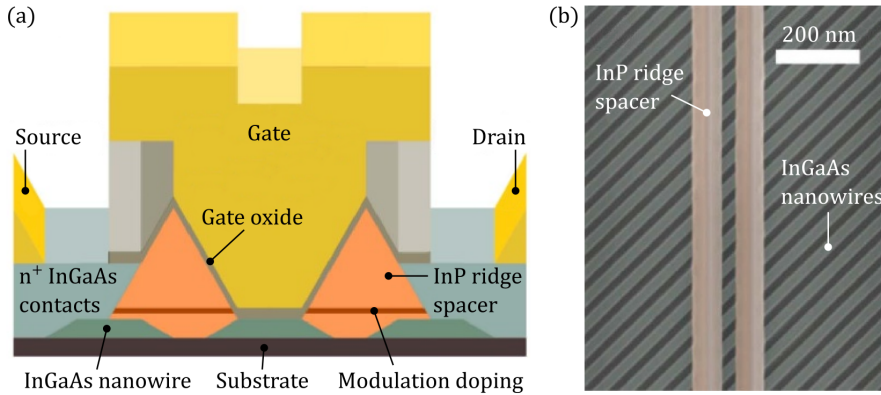 (a)
Source
Gate
Drain
Gate oxide
n⁺ InGaAs
contacts
InP ridge
spacer
InGaAs nanowire
Substrate
Modulation doping
(b)
200 nm
InP ridge
spacer
InGaAs
nanowires